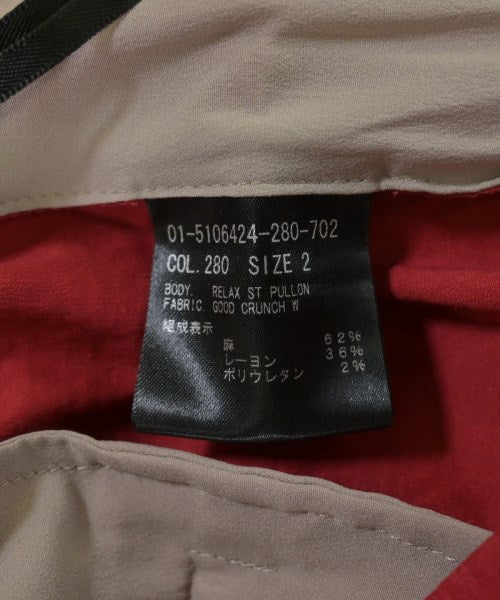 01-5106424-280-702
COL.280 SIZE 2
BODY. RELAX ST PULLON
FABRIC. GOOD CRUNCH W
組成表示
麻 62%
レーヨン 36%
ポリウレタン 2%